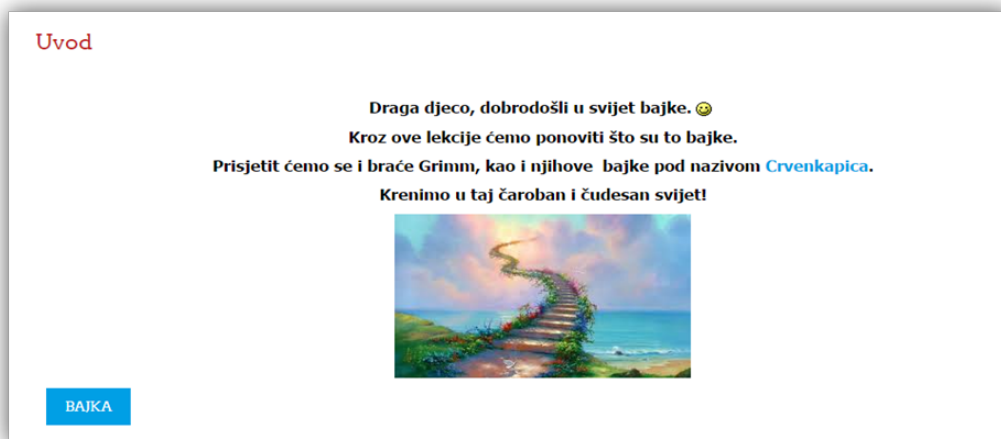 Uvod
Draga djeco, dobrodošli u svijet bajke.
Kroz ove lekcije ćemo ponoviti što su to bajke.
Prisjetit ćemo se i braće Grimm, kao i njihove bajke pod nazivom Crvenkapica.
Krenimo u taj čaroban i čudesan svijet!
BAJKA